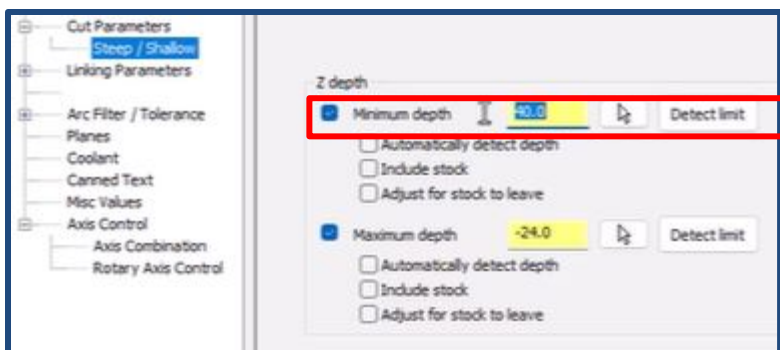 Cut Parameters
Steep / Shallow
Linking Parameters
Arc Filter / Tolerance
Planes
Coolant
Canned Text
Misc Values
Axis Control
Axis Combination
Rotary Axis Control
Z depth
Minimum depth 40.0 Detect limit
Automatically detect depth
Include stock
Adjust for stock to leave
Maximum depth -24.0 Detect limit
Automatically detect depth
Include stock
Adjust for stock to leave